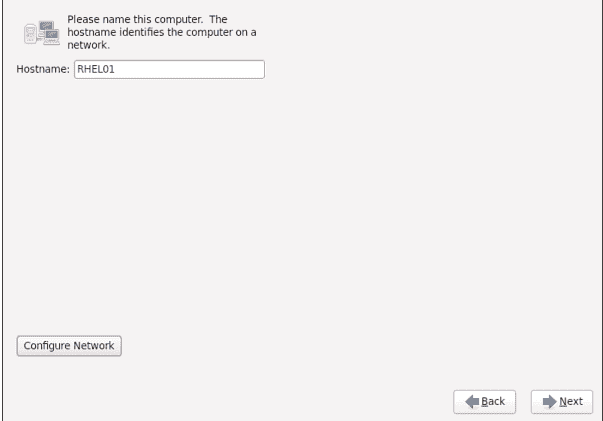 Please name this computer. The
hostname identifies the computer on a
network.
Hostname: RHEL01
Configure Network
Back
Next